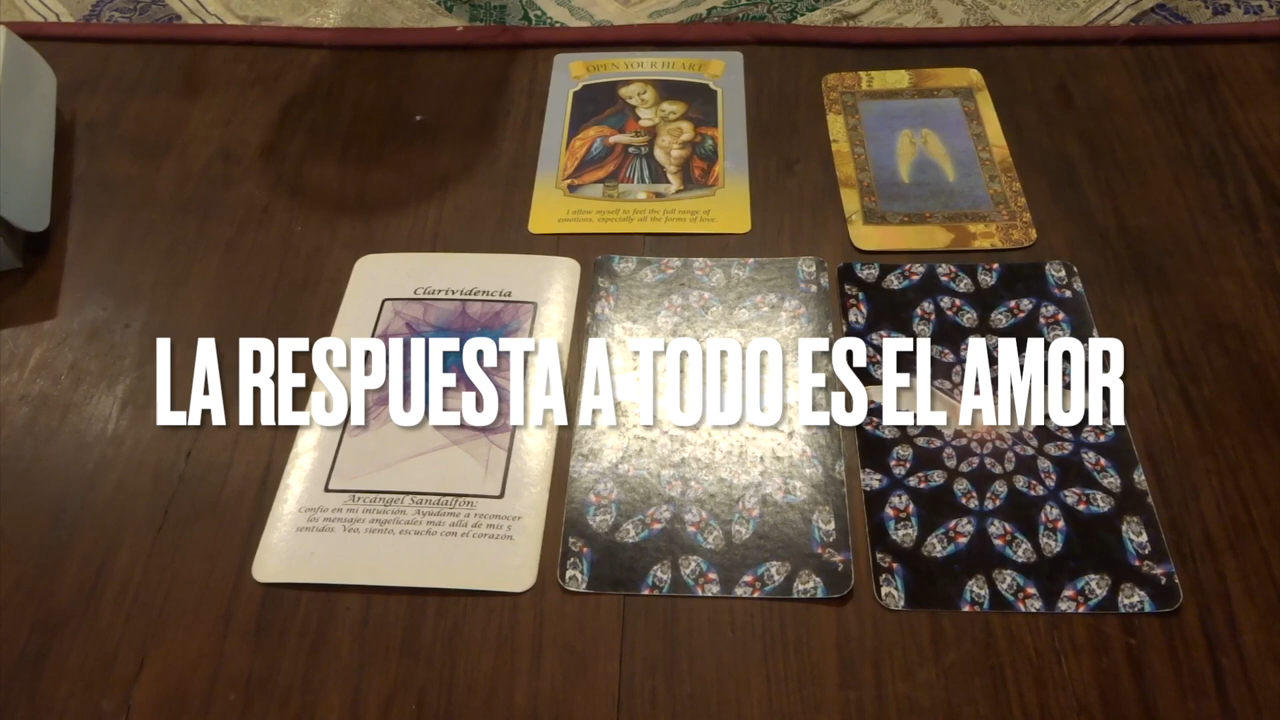 OPEN YOUR HEART
I allow myself to feel the full range of
emotions, especially all the forms of love.
Clarividencia
LA RESPUESTA A TODO ES EL AMOR
Arcángel Sandalfón:
Confío en mi intuición. Ayúdame a reconocer
los mensajes angelicales más allá de mis 5
sentidos. Veo, siento, escucho con el corazón.